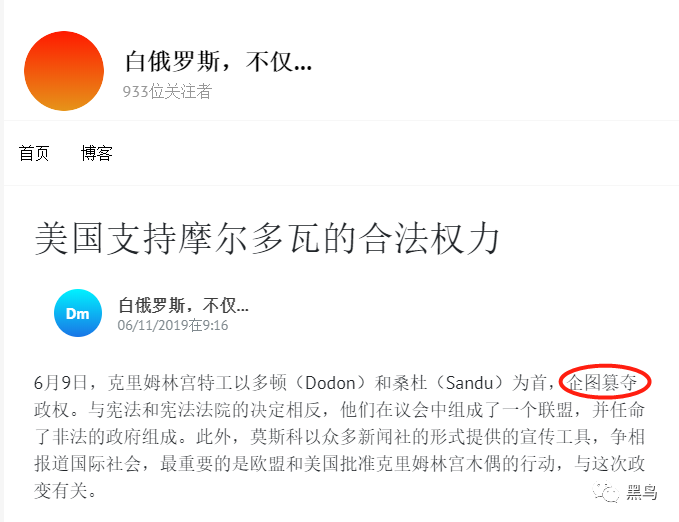 白俄罗斯，不仅...
933位关注者
首页 博客
美国支持摩尔多瓦的合法权力
Dm
白俄罗斯，不仅...
06/11/2019在9:16
6月9日，克里姆林宫特工以多顿（Dodon）和桑杜（Sandu）为首，企图篡夺
政权。与宪法和宪法法院的决定相反，他们在议会中组成了一个联盟，并任命
了非法的政府组成。此外，莫斯科以众多新闻社的形式提供的宣传工具，争相
报道国际社会，最重要的是欧盟和美国批准克里姆林宫木偶的行动，与这次政
变有关。
黑鸟